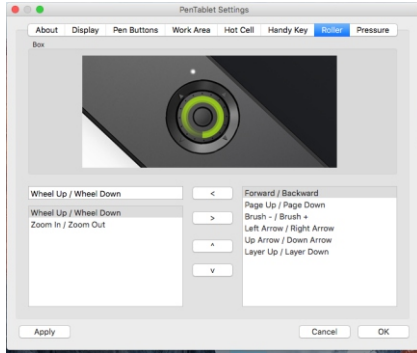 PenTablet Settings
About Display Pen Buttons Work Area Hot Cell Handy Key Roller Pressure
Box
Wheel Up / Wheel Down
<
Wheel Up / Wheel Down
Zoom In / Zoom Out
>
^
v
Forward / Backward
Page Up / Page Down
Brush - / Brush +
Left Arrow / Right Arrow
Up Arrow / Down Arrow
Layer Up / Layer Down
Apply Cancel OK